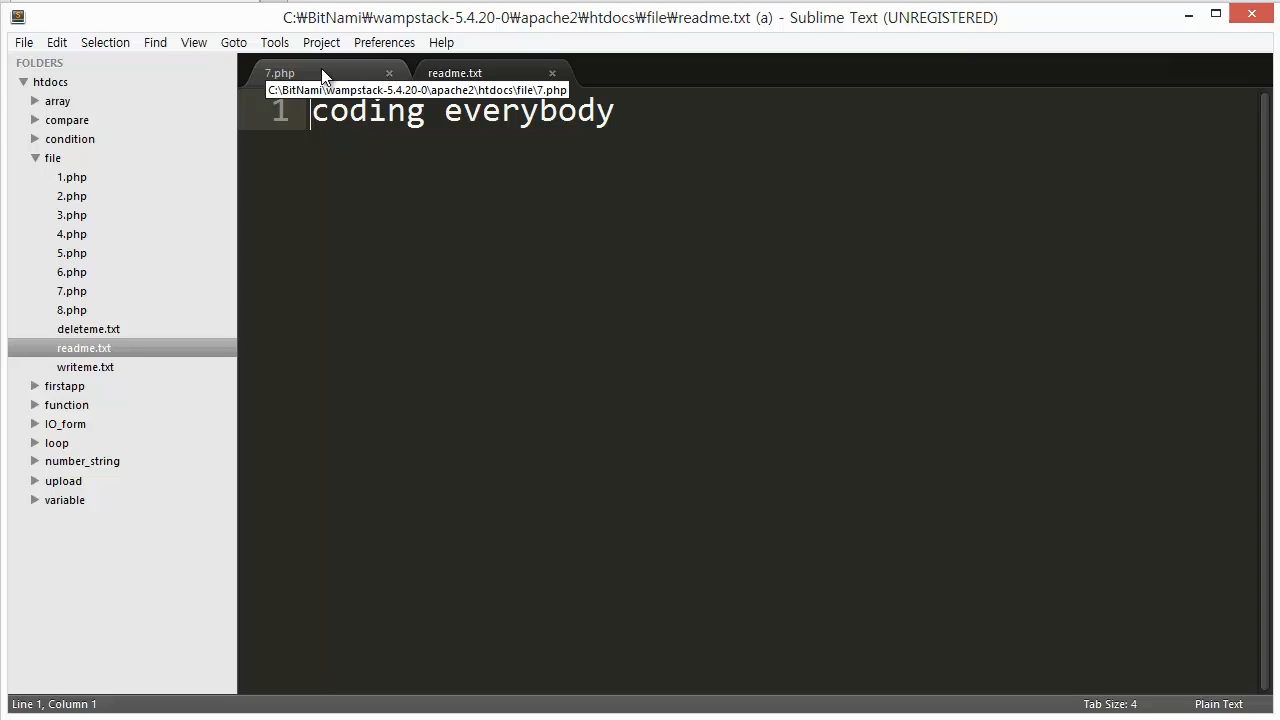 C:₩BitNami₩wampstack-5.4.20-0₩apache2₩htdocs₩file₩readme.txt (a) - Sublime Text (UNREGISTERED)
File Edit Selection Find View Goto Tools Project Preferences Help
FOLDERS
htdocs
array
compare
condition
file
1.php
2.php
3.php
4.php
5.php
6.php
7.php
8.php
deleteme.txt
readme.txt
writeme.txt
firstapp
function
IO_form
loop
number_string
upload
variable
7.php readme.txt
C:\BitNami\wampstack-5.4.20-0\apache2\htdocs\file\7.php
1 coding everybody
Line 1, Column 1 Tab Size: 4 Plain Text